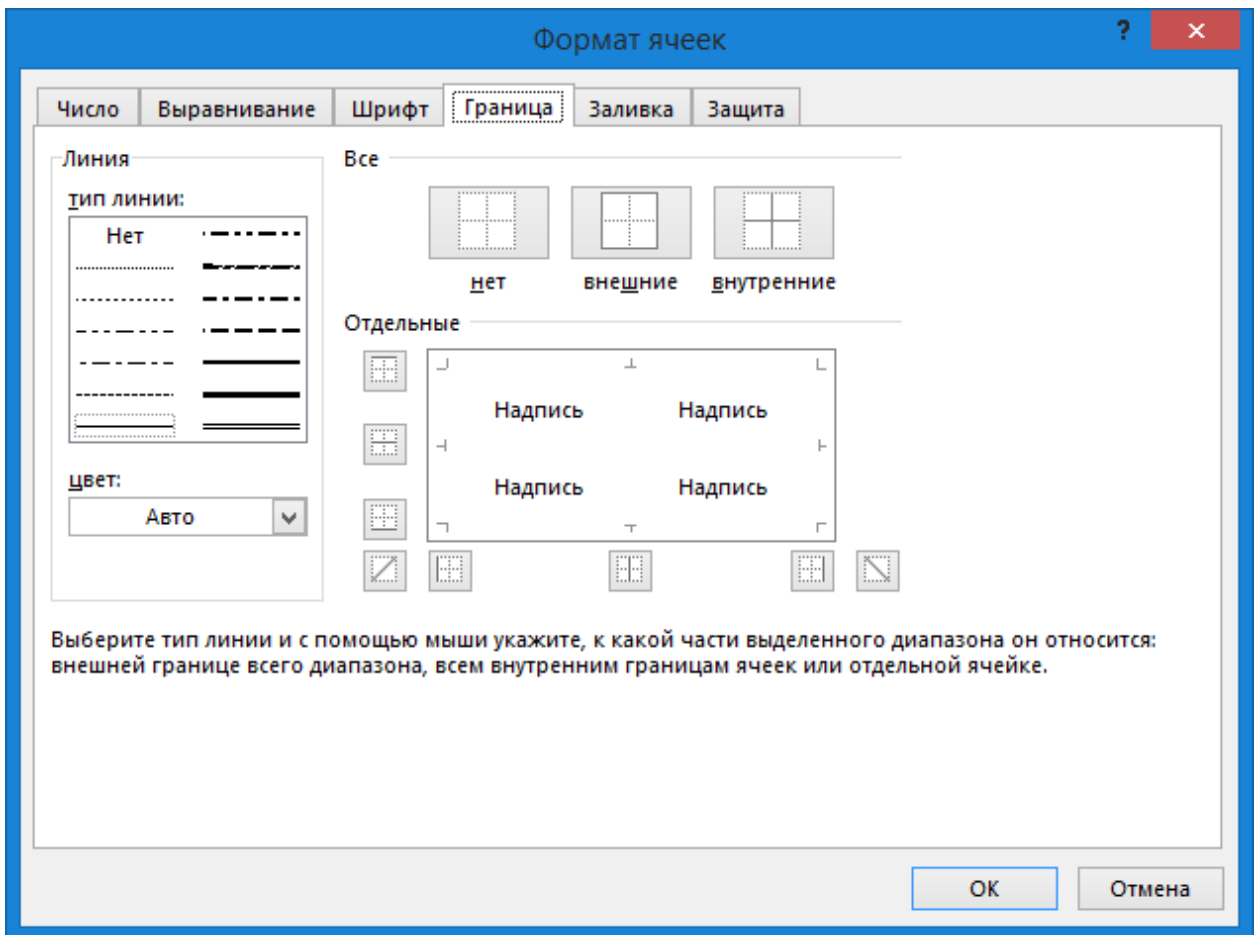 Формат ячеек
?
Число Выравнивание Шрифт Граница Заливка Защита
Линия
тип линии:
Нет
цвет:
Авто
Все
нет внешние внутренние
Отдельные
Надпись Надпись
Надпись Надпись
Выберите тип линии и с помощью мыши укажите, к какой части выделенного диапазона он относится:
внешней границе всего диапазона, всем внутренним границам ячеек или отдельной ячейке.
ОК Отмена